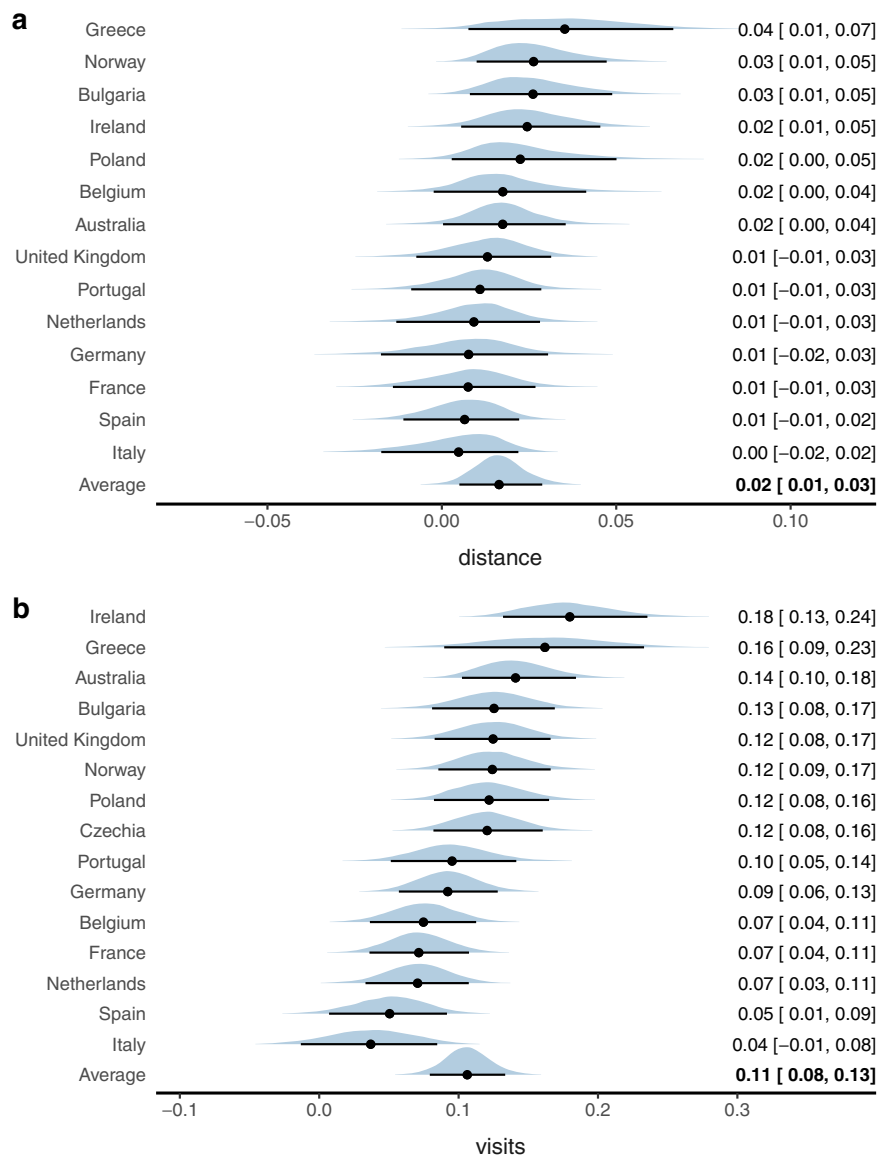 a
Greece 0.04 [ 0.01, 0.07]
Norway 0.03 [ 0.01, 0.05]
Bulgaria 0.03 [ 0.01, 0.05]
Ireland 0.02 [ 0.01, 0.05]
Poland 0.02 [ 0.00, 0.05]
Belgium 0.02 [ 0.00, 0.04]
Australia 0.02 [ 0.00, 0.04]
United Kingdom 0.01 [−0.01, 0.03]
Portugal 0.01 [−0.01, 0.03]
Netherlands 0.01 [−0.01, 0.03]
Germany 0.01 [−0.02, 0.03]
France 0.01 [−0.01, 0.03]
Spain 0.01 [−0.01, 0.02]
Italy 0.00 [−0.02, 0.02]
Average 0.02 [ 0.01, 0.03]
−0.05 0.00 0.05 0.10
distance
b
Ireland 0.18 [ 0.13, 0.24]
Greece 0.16 [ 0.09, 0.23]
Australia 0.14 [ 0.10, 0.18]
Bulgaria 0.13 [ 0.08, 0.17]
United Kingdom 0.12 [ 0.08, 0.17]
Norway 0.12 [ 0.09, 0.17]
Poland 0.12 [ 0.08, 0.16]
Czechia 0.12 [ 0.08, 0.16]
Portugal 0.10 [ 0.05, 0.14]
Germany 0.09 [ 0.06, 0.13]
Belgium 0.07 [ 0.04, 0.11]
France 0.07 [ 0.04, 0.11]
Netherlands 0.07 [ 0.03, 0.11]
Spain 0.05 [ 0.01, 0.09]
Italy 0.04 [−0.01, 0.08]
Average 0.11 [ 0.08, 0.13]
−0.1 0.0 0.1 0.2 0.3
visits